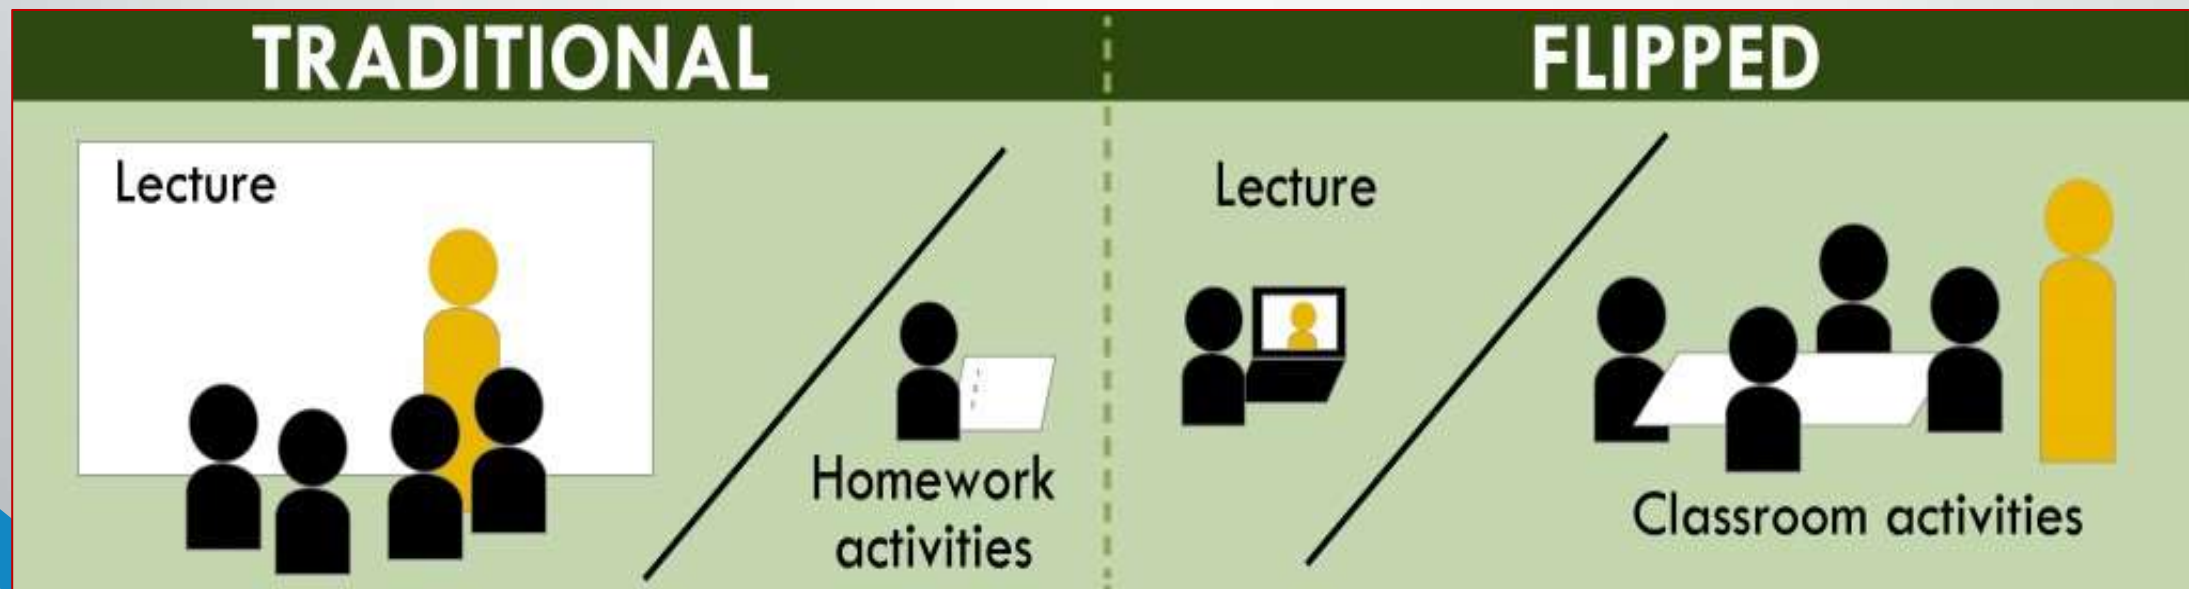 TRADITIONAL
Lecture
Homework
activities
FLIPPED
Lecture
Classroom activities